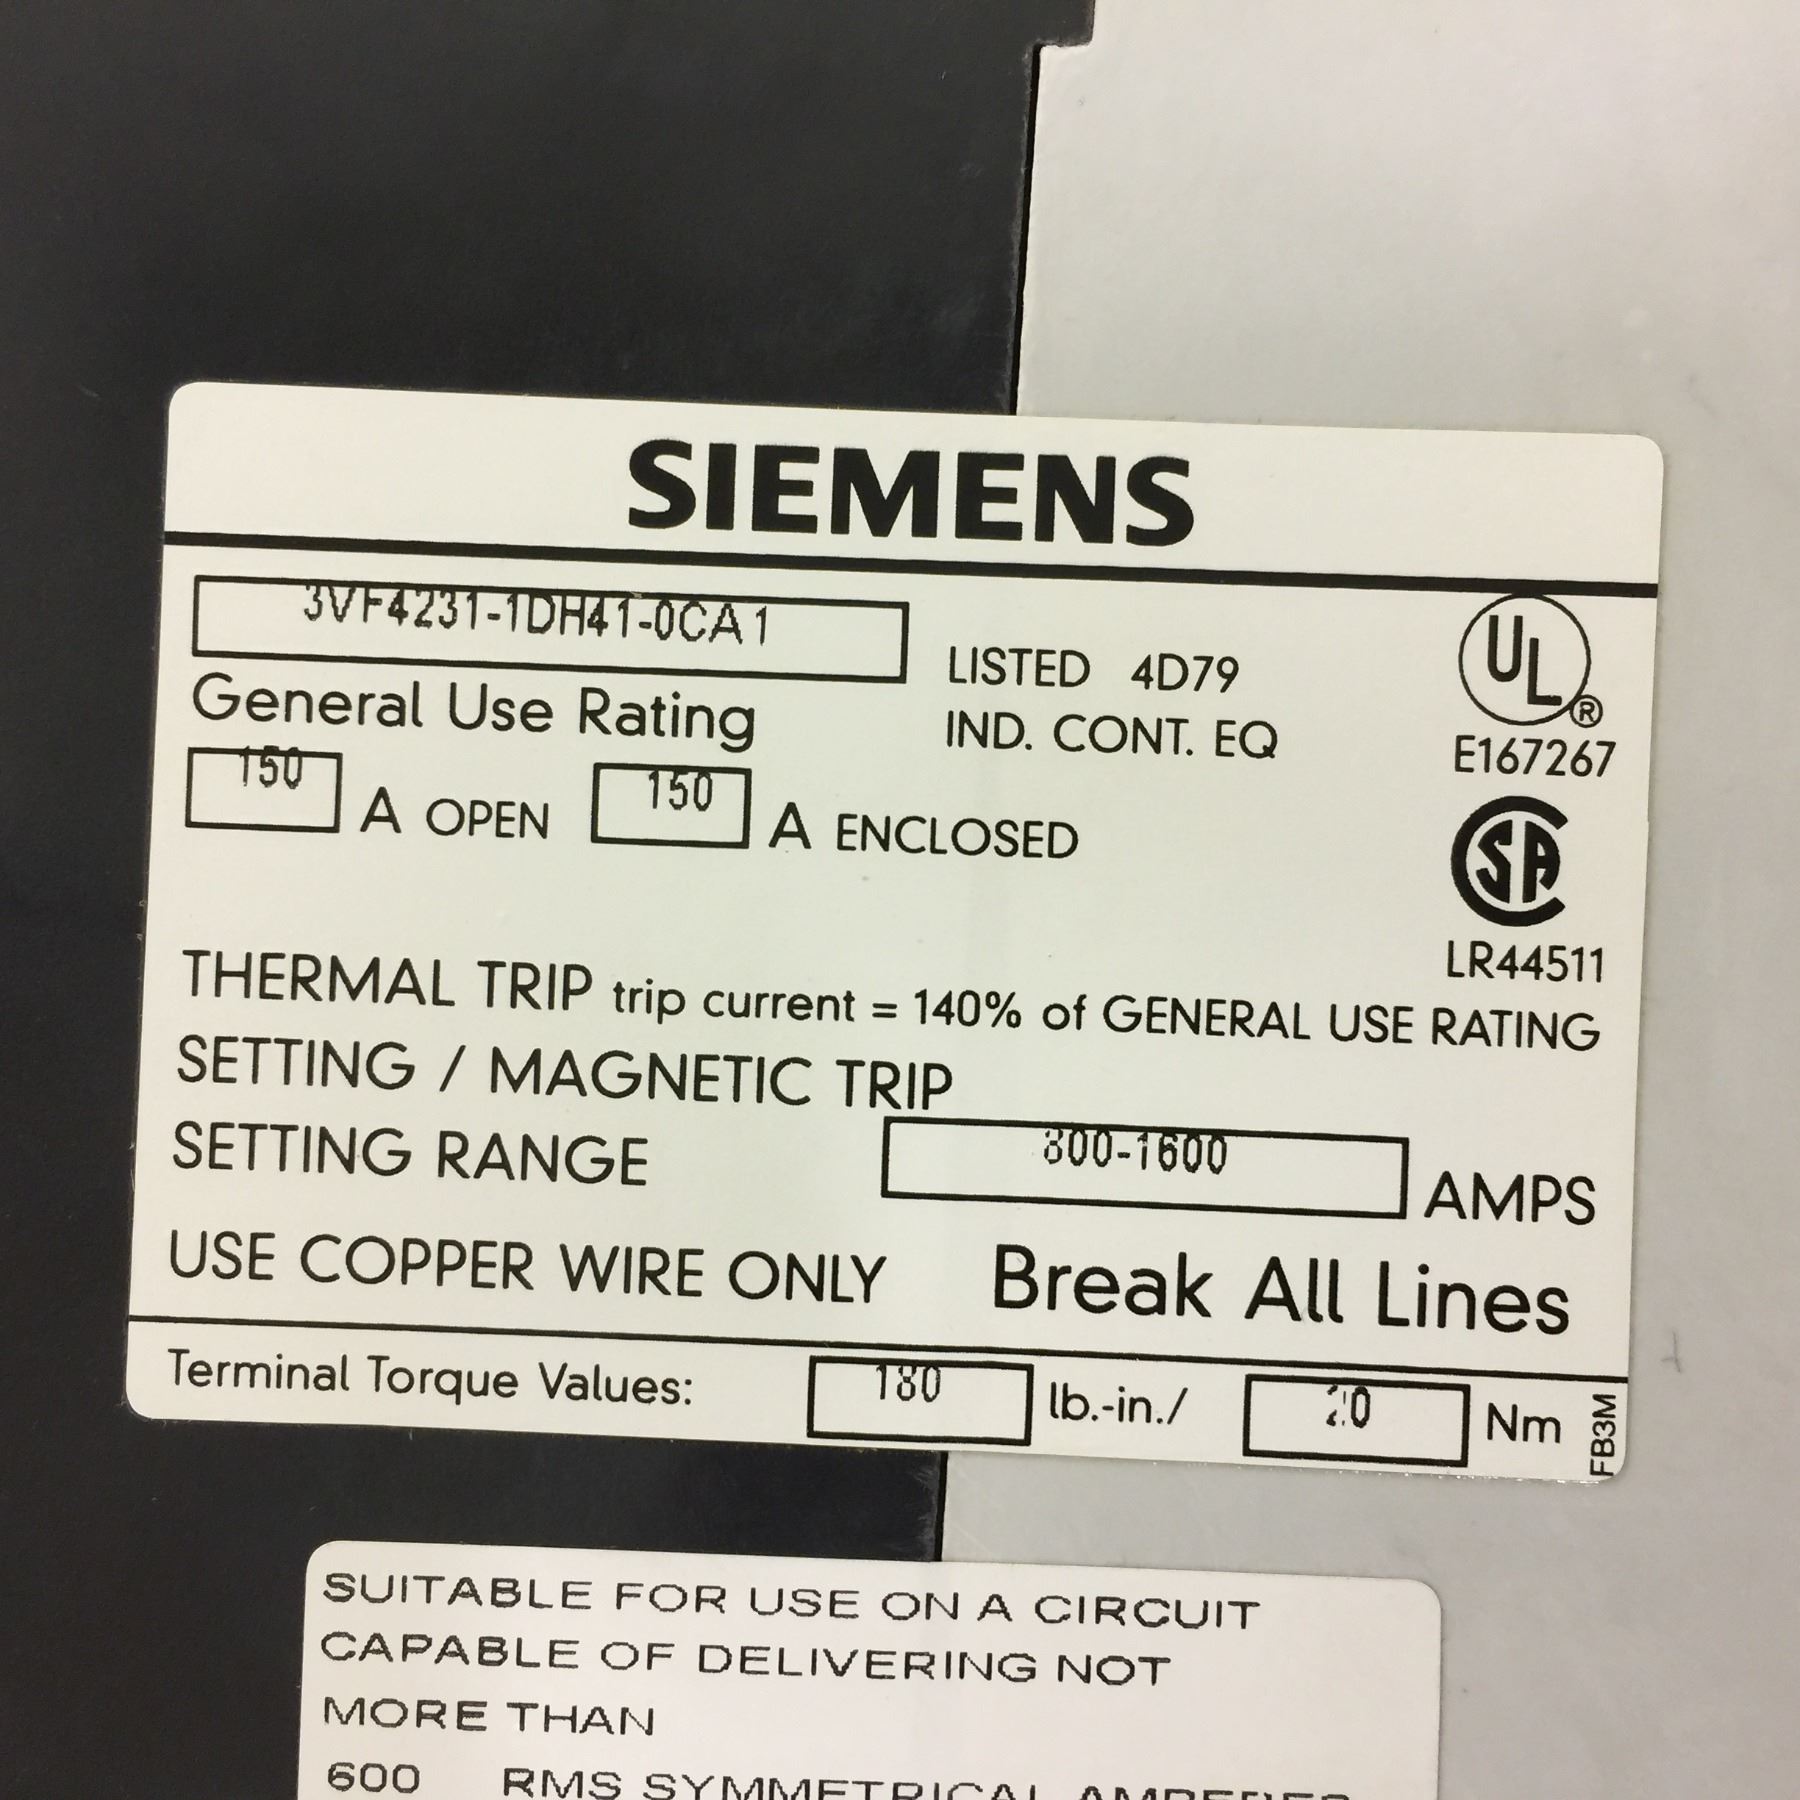 SIEMENS
3VF4231-1DH41-0CA1
LISTED 4D79
IND. CONT. EQ
UL®
E167267
General Use Rating
150 A OPEN 150 A ENCLOSED
CSA
LR44511
THERMAL TRIP trip current = 140% of GENERAL USE RATING
SETTING / MAGNETIC TRIP
SETTING RANGE 800-1600 AMPS
USE COPPER WIRE ONLY Break All Lines
Terminal Torque Values: 180 lb.-in./ 20 Nm
FB3M
SUITABLE FOR USE ON A CIRCUIT
CAPABLE OF DELIVERING NOT
MORE THAN
600 RMS SYMMETRICAL